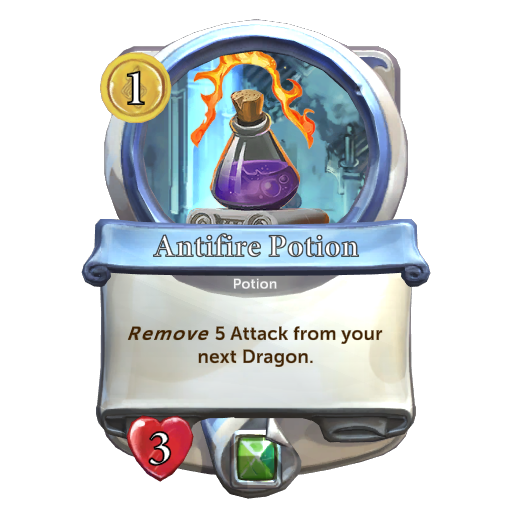 1
Antifire Potion
Potion
Remove 5 Attack from your
next Dragon.
3